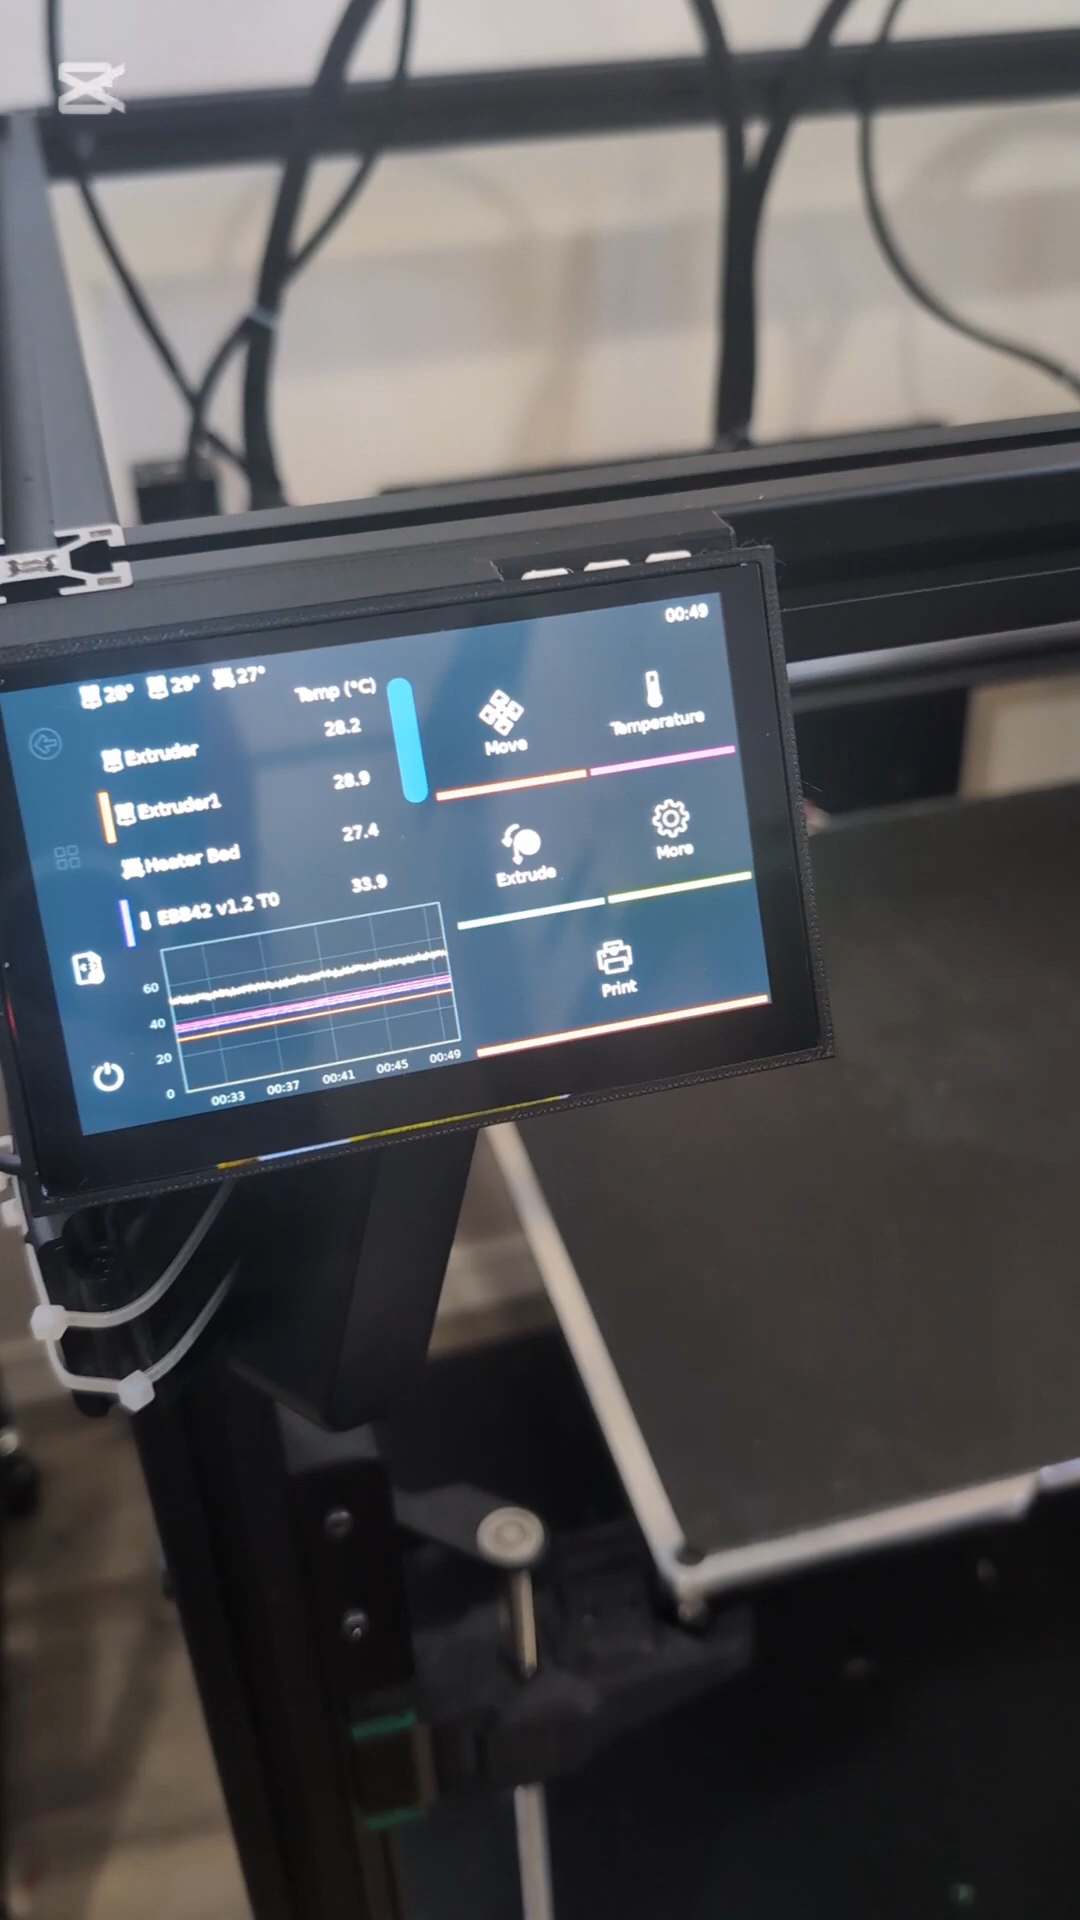 00:49
28° 29° 27°
Temp (°C)
Extruder 28.2
Extruder1 28.9
Heater Bed 27.4
EBB42 v1.2 T0 33.9
Move
Temperature
Extrude
More
Print
60
40
20
0
00:33 00:37 00:41 00:45 00:49